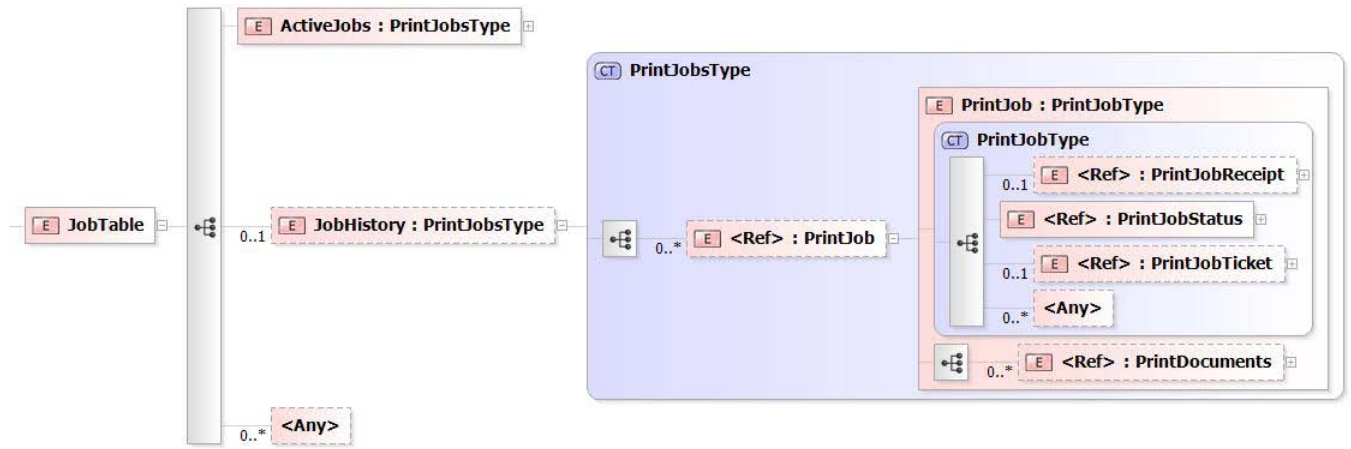 E ActiveJobs : PrintJobsType
CT PrintJobsType
E PrintJob : PrintJobType
CT PrintJobType
0..1 E <Ref> : PrintJobReceipt
E JobTable
0..1 E JobHistory : PrintJobsType
0..* E <Ref> : PrintJob
E <Ref> : PrintJobStatus
0..1 E <Ref> : PrintJobTicket
0..* <Any>
0..* E <Ref> : PrintDocuments
0..* <Any>